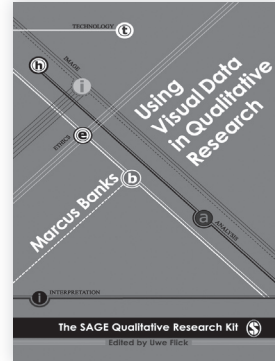 TECHNOLOGY t
IMAGE
h
i
Using
Visual Data
in Qualitative
Research
ETHICS e
b
Marcus Banks
a ANALYSIS
i INTERPRETATION
The SAGE Qualitative Research Kit S
Edited by Uwe Flick